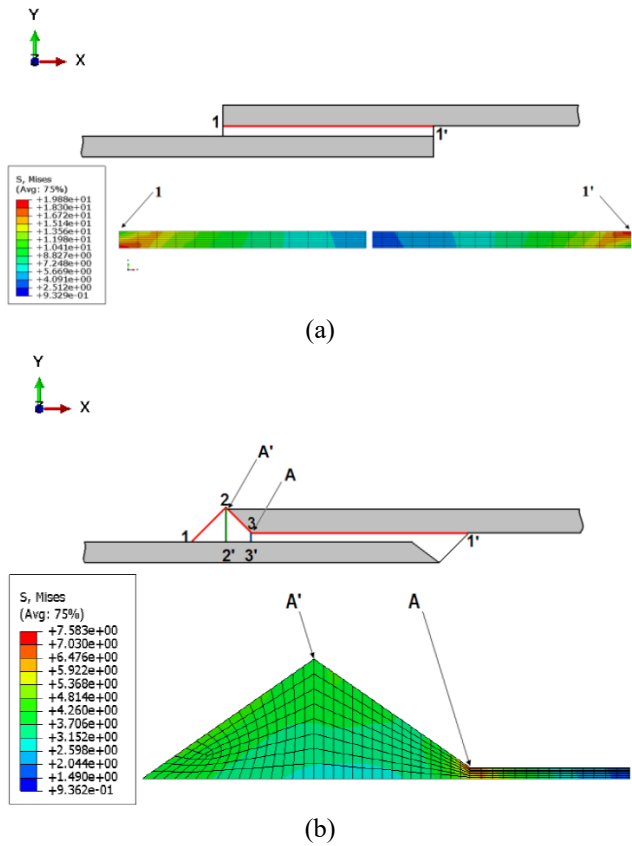 Y
X
1
1'
S, Mises
(Avg: 75%)
+1.988e+01
+1.830e+01
+1.672e+01
+1.514e+01
+1.356e+01
+1.198e+01
+1.041e+01
+8.827e+00
+7.248e+00
+5.669e+00
+4.091e+00
+2.512e+00
+9.329e-01
1
1'
(a)
Y
X
A'
A
2
3
1
1'
2'
3'
S, Mises
(Avg: 75%)
+7.583e+00
+7.030e+00
+6.476e+00
+5.922e+00
+5.368e+00
+4.814e+00
+4.260e+00
+3.706e+00
+3.152e+00
+2.598e+00
+2.044e+00
+1.490e+00
+9.362e-01
A'
A
(b)